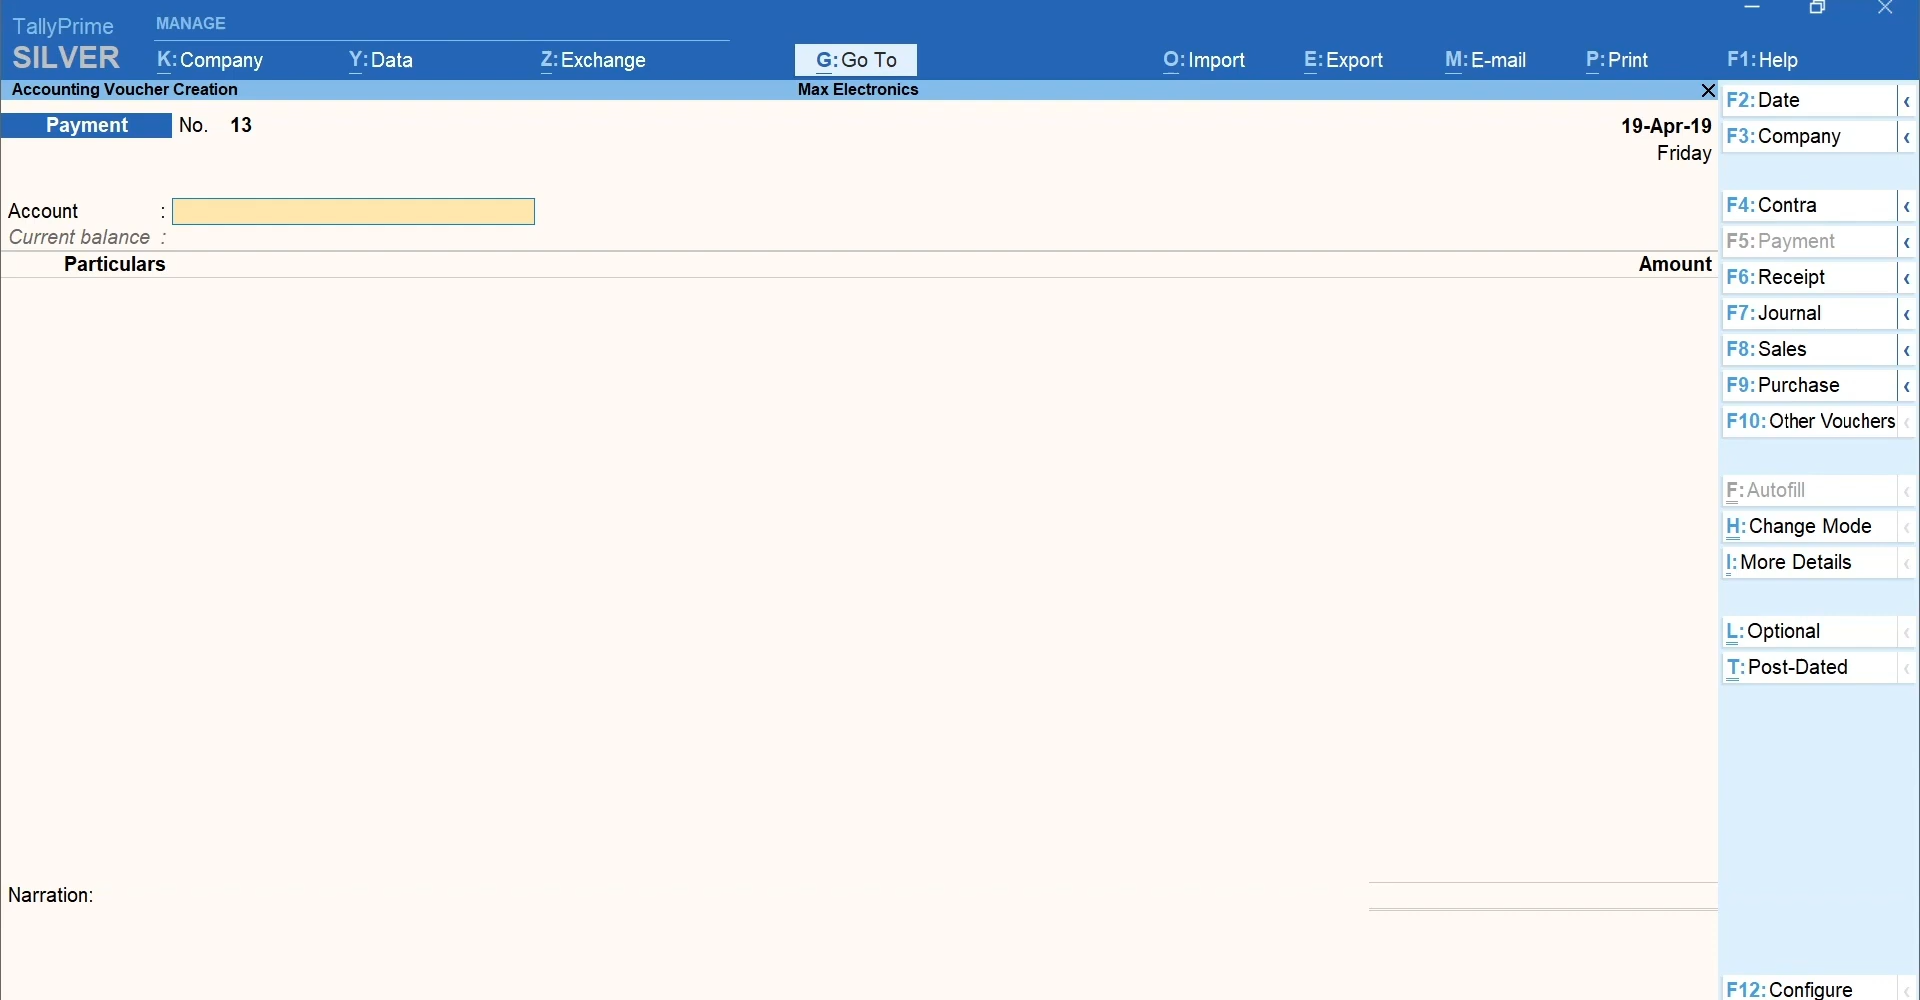 TallyPrime
SILVER
MANAGE
K: Company
Y: Data
Z: Exchange
G: Go To
O: Import
E: Export
M: E-mail
P: Print
F1: Help
Accounting Voucher Creation
Max Electronics
Payment No. 13
19-Apr-19
Friday
Account :
Current balance :
Particulars
Amount
Narration:
F2: Date
F3: Company
F4: Contra
F5: Payment
F6: Receipt
F7: Journal
F8: Sales
F9: Purchase
F10: Other Vouchers
F: Autofill
H: Change Mode
I: More Details
L: Optional
T: Post-Dated
F12: Configure